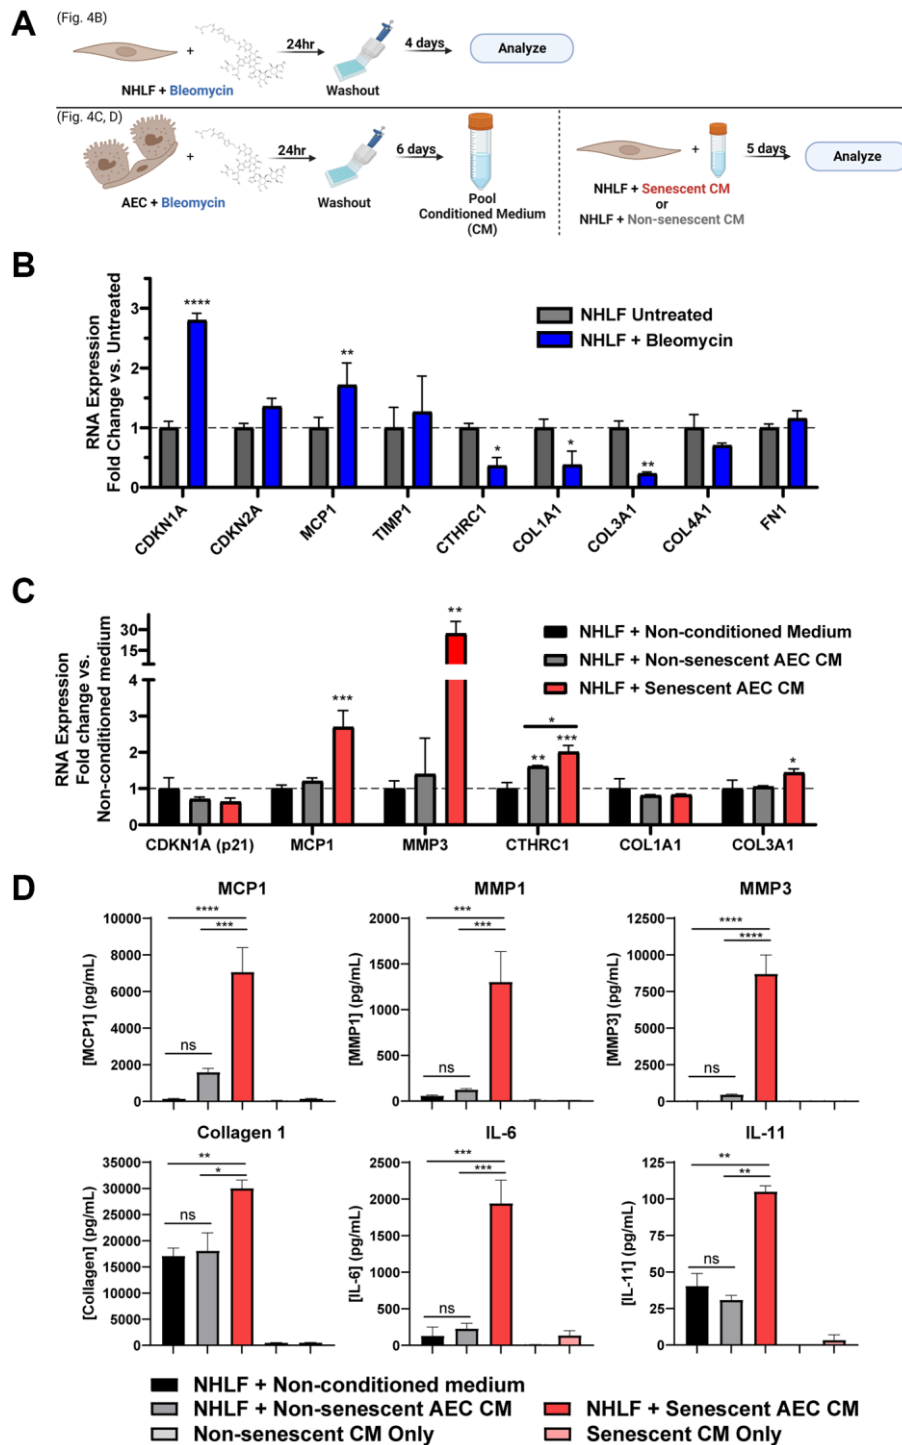 A
(Fig. 4B)
+
24hr
4 days
Analyze
NHLF + Bleomycin
Washout
(Fig. 4C, D)
+
24hr
6 days
+
5 days
Analyze
AEC + Bleomycin
Washout
Pool
Conditioned Medium
(CM)
NHLF + Senescent CM
or
NHLF + Non-senescent CM
B
RNA Expression
Fold Change vs. Untreated
3
2
1
0
****
**
*
*
**
NHLF Untreated
NHLF + Bleomycin
CDKN1A
CDKN2A
MCP1
TIMP1
CTHRC1
COL1A1
COL3A1
COL4A1
FN1
C
RNA Expression
Fold change vs.
Non-conditioned medium
30
15
4
3
2
1
0
***
**
*
**
***
*
NHLF + Non-conditioned Medium
NHLF + Non-senescent AEC CM
NHLF + Senescent AEC CM
CDKN1A (p21)
MCP1
MMP3
CTHRC1
COL1A1
COL3A1
D
MCP1
[MCP1] (pg/mL)
10000
8000
6000
4000
2000
0
****
***
ns
MMP1
[MMP1] (pg/mL)
2000
1500
1000
500
0
***
***
ns
MMP3
[MMP3] (pg/mL)
12500
10000
7500
5000
2500
0
****
****
ns
Collagen 1
[Collagen] (pg/mL)
35000
30000
25000
20000
15000
10000
5000
0
**
*
ns
IL-6
[IL-6] (pg/mL)
2500
2000
1500
1000
500
0
***
***
ns
IL-11
[IL-11] (pg/mL)
125
100
75
50
25
0
**
**
ns
NHLF + Non-conditioned medium
NHLF + Non-senescent AEC CM
NHLF + Senescent AEC CM
Non-senescent CM Only
Senescent CM Only